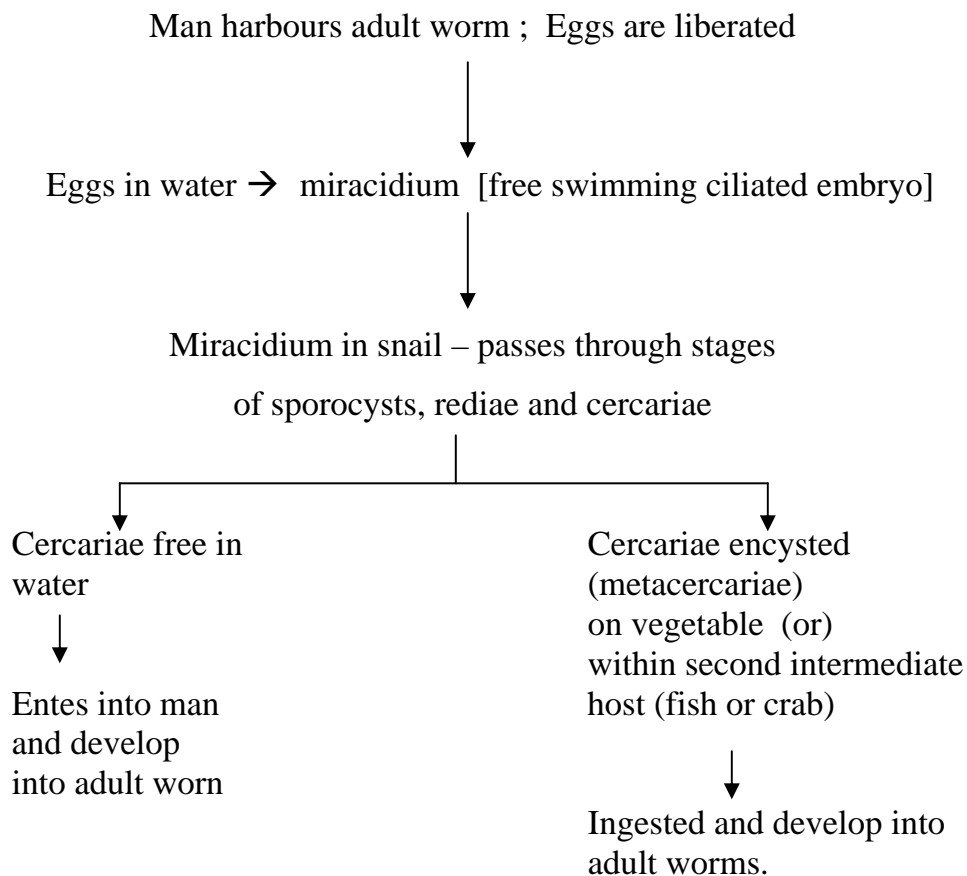 Man harbours adult worm ; Eggs are liberated
Eggs in water → miracidium [free swimming ciliated embryo]
Miracidium in snail – passes through stages
of sporocysts, rediae and cercariae
Cercariae free in
water
Entes into man
and develop
into adult worn
Cercariae encysted
(metacercariae)
on vegetable (or)
within second intermediate
host (fish or crab)
Ingested and develop into
adult worms.